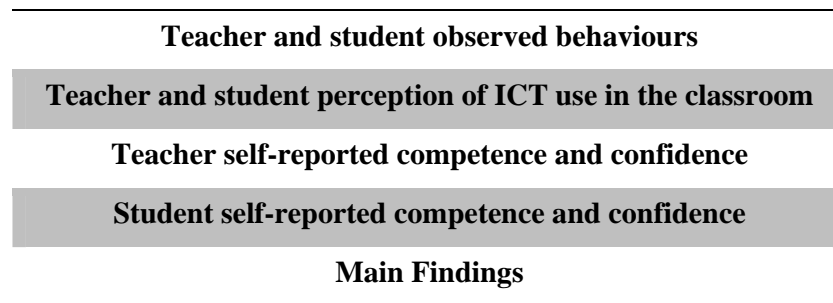 Teacher and student observed behaviours
Teacher and student perception of ICT use in the classroom
Teacher self-reported competence and confidence
Student self-reported competence and confidence
Main Findings